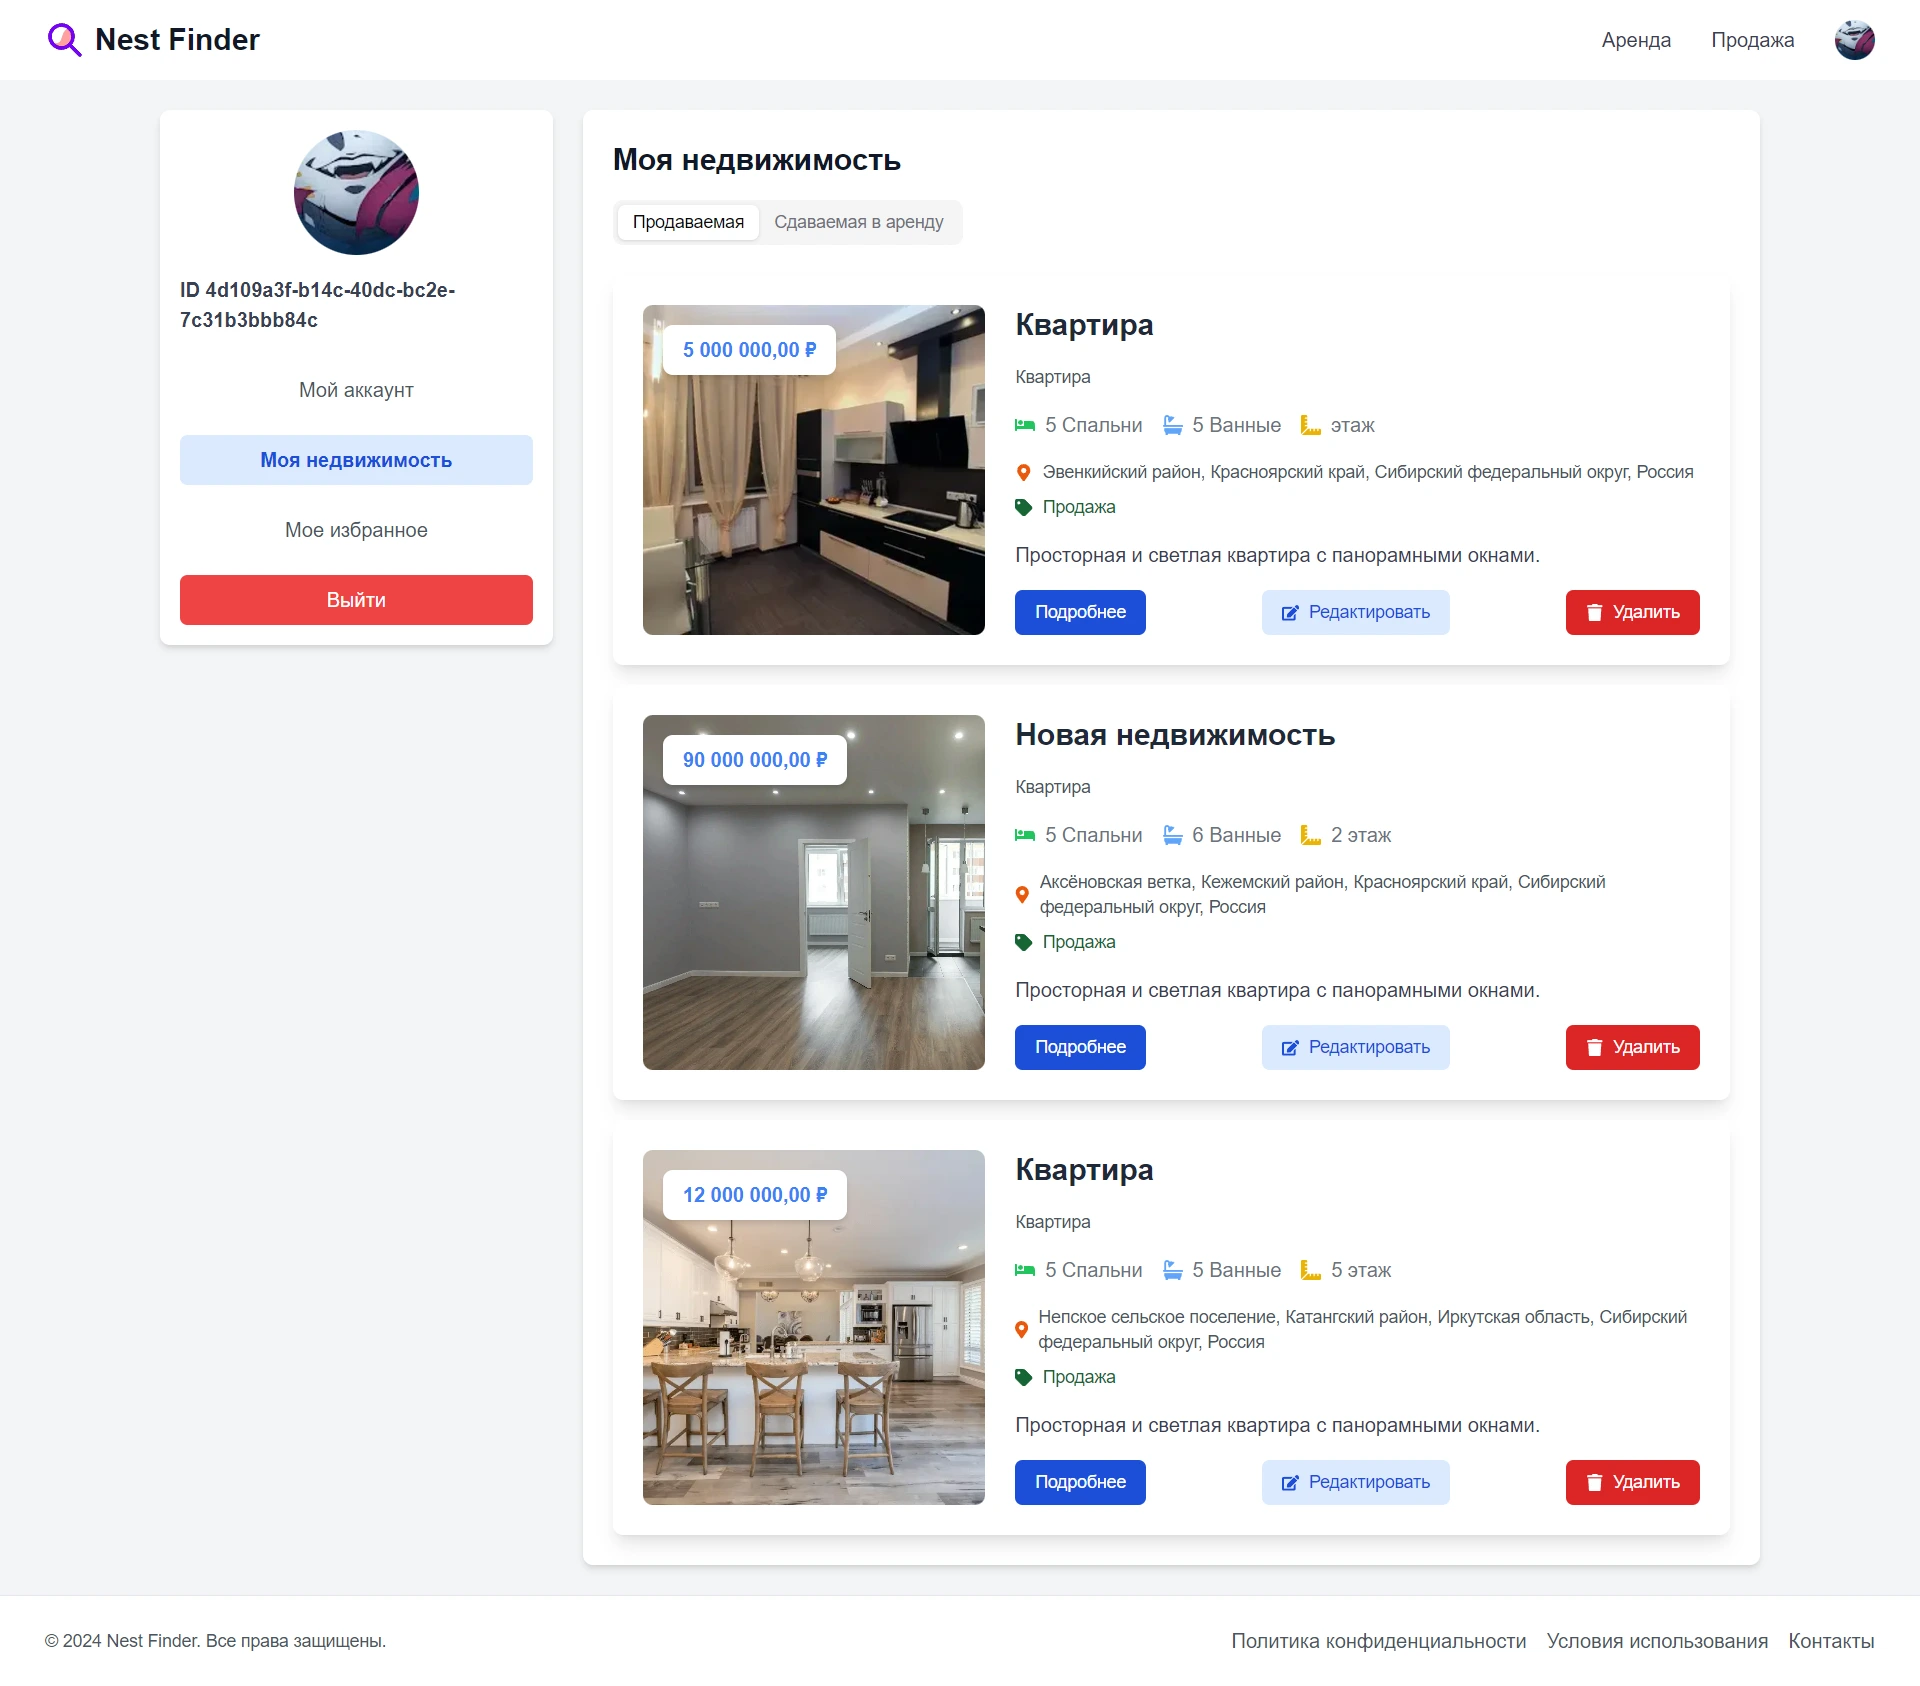 Nest Finder
Аренда
Продажа
ID 4d109a3f-b14c-40dc-bc2e-
7c31b3bbb84c
Мой аккаунт
Моя недвижимость
Мое избранное
Выйти
Моя недвижимость
Продаваемая
Сдаваемая в аренду
5 000 000,00 ₽
Квартира
Квартира
5 Спальни
5 Ванные
этаж
Эвенкийский район, Красноярский край, Сибирский федеральный округ, Россия
Продажа
Просторная и светлая квартира с панорамными окнами.
Подробнее
Редактировать
Удалить
90 000 000,00 ₽
Новая недвижимость
Квартира
5 Спальни
6 Ванные
2 этаж
Аксёновская ветка, Кежемский район, Красноярский край, Сибирский
федеральный округ, Россия
Продажа
Просторная и светлая квартира с панорамными окнами.
Подробнее
Редактировать
Удалить
12 000 000,00 ₽
Квартира
Квартира
5 Спальни
5 Ванные
5 этаж
Непское сельское поселение, Катангский район, Иркутская область, Сибирский
федеральный округ, Россия
Продажа
Просторная и светлая квартира с панорамными окнами.
Подробнее
Редактировать
Удалить
© 2024 Nest Finder. Все права защищены.
Политика конфиденциальности
Условия использования
Контакты